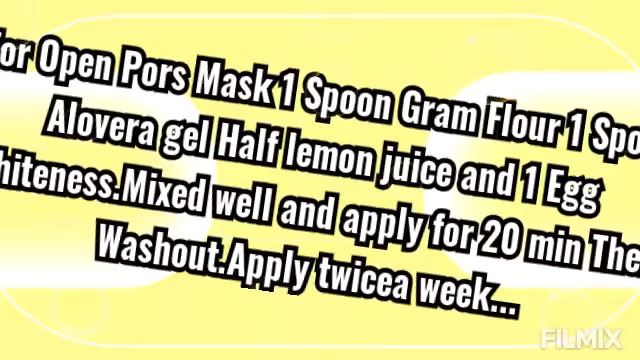 or Open Pors Mask 1 Spoon Gram Flour 1 Spo
Alovera gel Half lemon juice and 1 Egg
hiteness.Mixed well and apply for 20 min The
Washout.Apply twicea week...
FILMIX